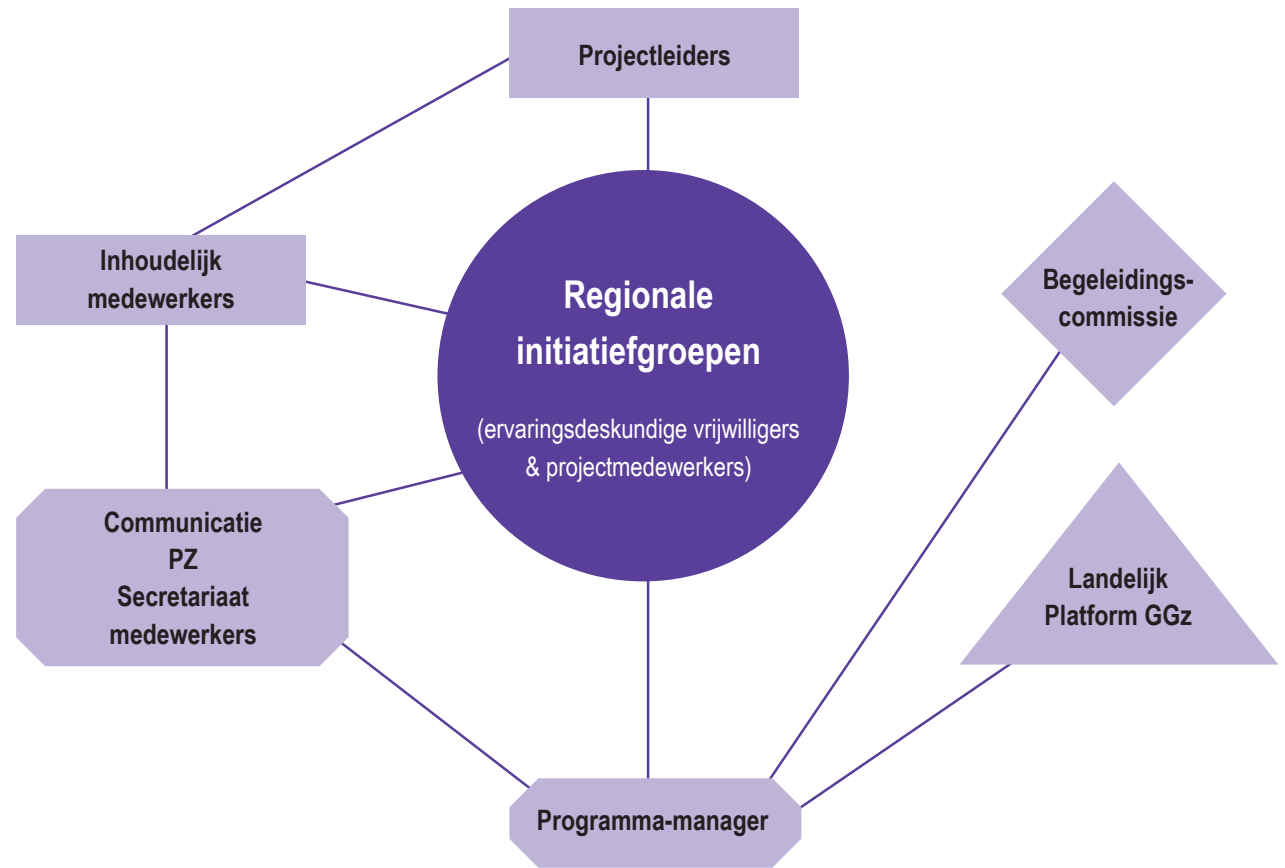 Projectleiders
Inhoudelijk
medewerkers
Regionale
initiatiefgroepen
(ervaringsdeskundige vrijwilligers
& projectmedewerkers)
Begeleidings-
commissie
Communicatie
PZ
Secretariaat
medewerkers
Landelijk
Platform GGz
Programma-manager